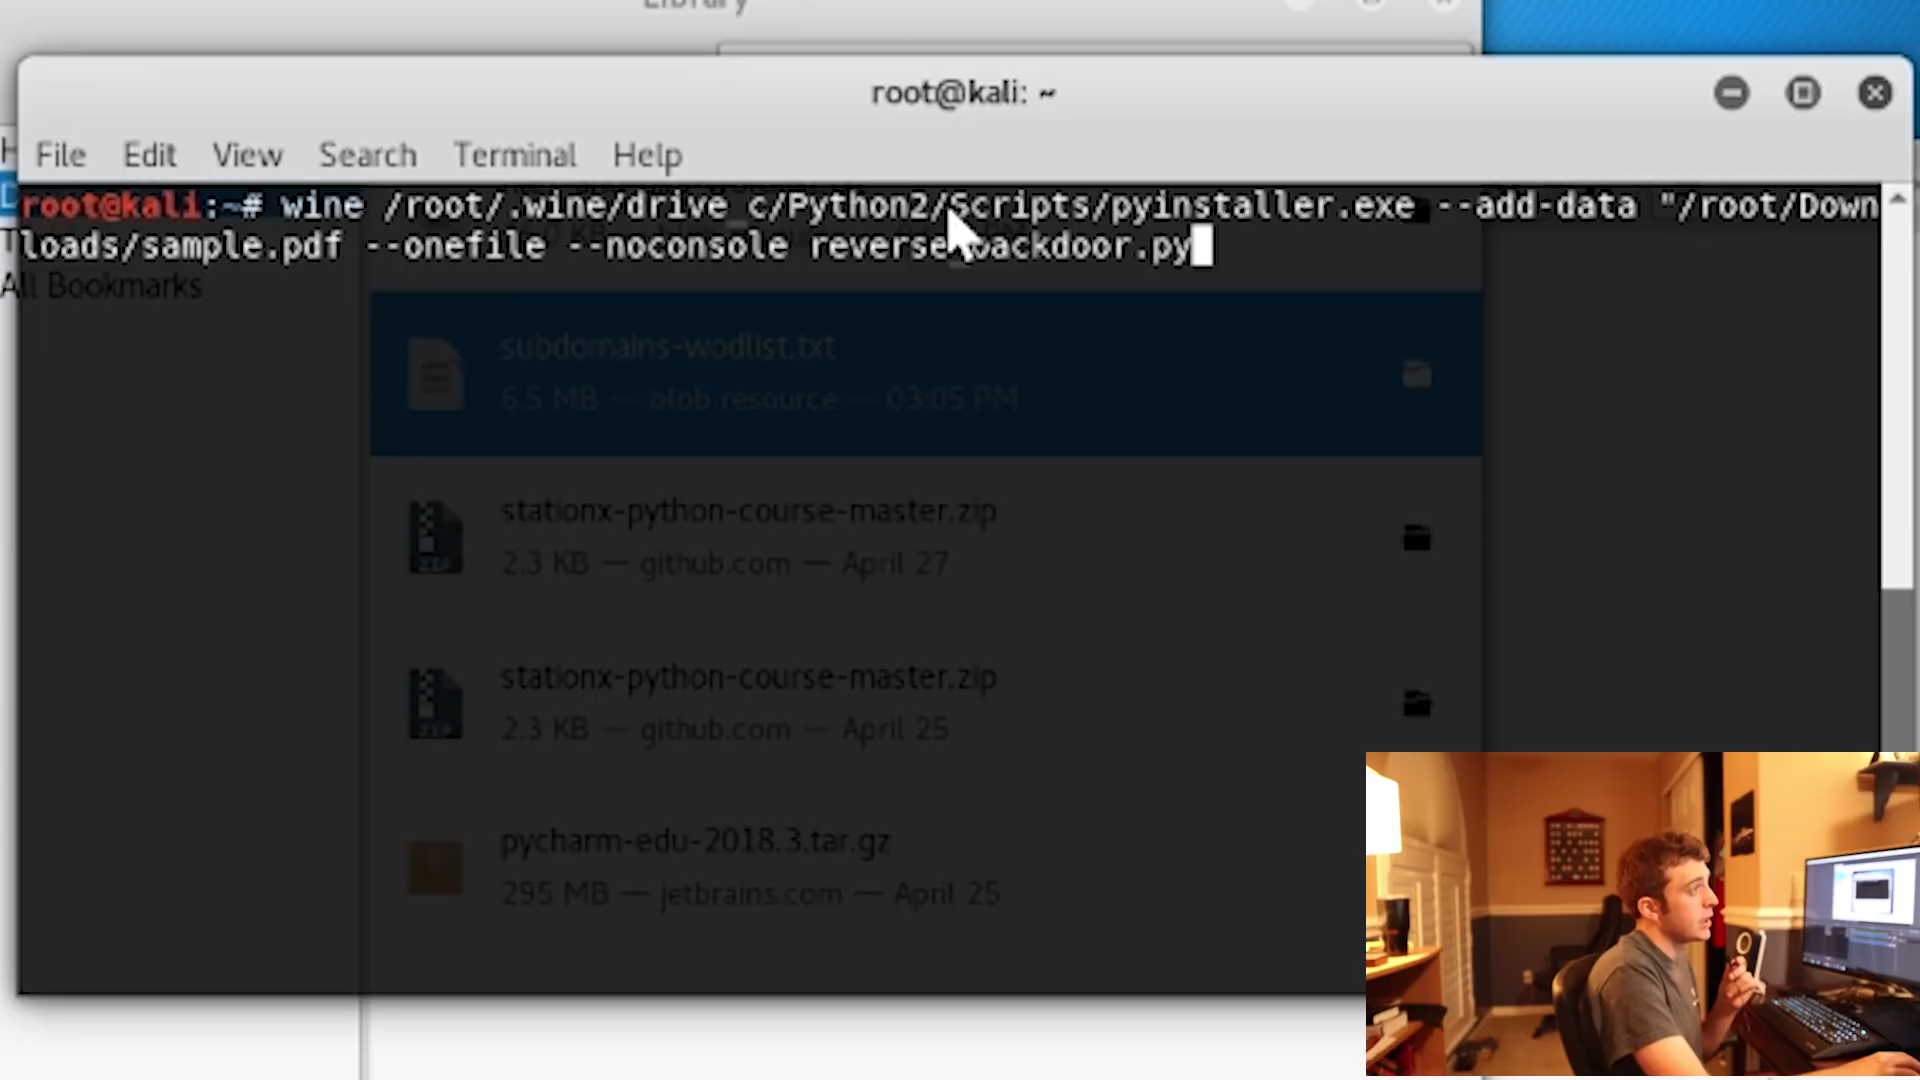 Library
root@kali: ~
File Edit View Search Terminal Help
root@kali:~# wine /root/.wine/drive_c/Python2/Scripts/pyinstaller.exe --add-data "/root/Down
loads/sample.pdf --onefile --noconsole reverse_backdoor.py
All Bookmarks
subdomains-wodlist.txt
6.5 MB — blob resource — 03:05 PM
stationx-python-course-master.zip
ZIP
2.3 KB — github.com — April 27
stationx-python-course-master.zip
ZIP
2.3 KB — github.com — April 25
pycharm-edu-2018.3.tar.gz
295 MB — jetbrains.com — April 25